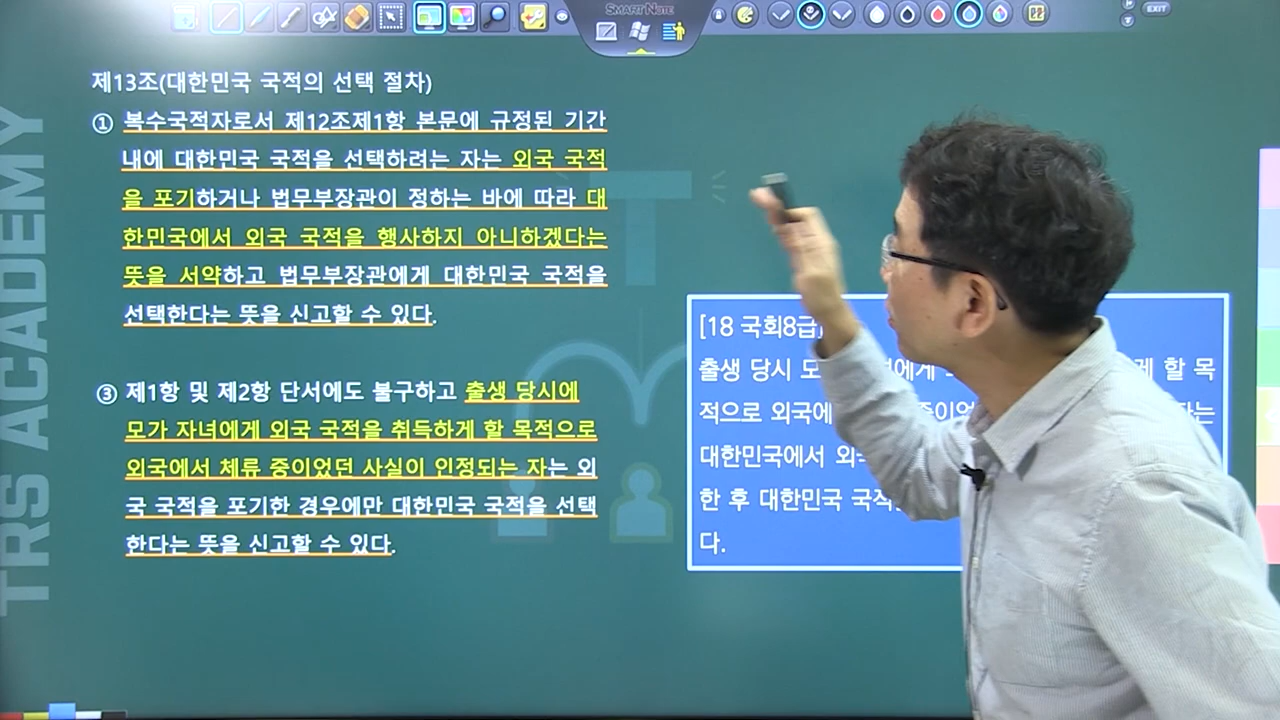 SMART NOTE
EXIT
TRS ACADEMY
제13조(대한민국 국적의 선택 절차)
① 복수국적자로서 제12조제1항 본문에 규정된 기간
내에 대한민국 국적을 선택하려는 자는 외국 국적
을 포기하거나 법무부장관이 정하는 바에 따라 대
한민국에서 외국 국적을 행사하지 아니하겠다는
뜻을 서약하고 법무부장관에게 대한민국 국적을
선택한다는 뜻을 신고할 수 있다.
③ 제1항 및 제2항 단서에도 불구하고 출생 당시에
모가 자녀에게 외국 국적을 취득하게 할 목적으로
외국에서 체류 중이었던 사실이 인정되는 자는 외
국 국적을 포기한 경우에만 대한민국 국적을 선택
한다는 뜻을 신고할 수 있다.
[18 국회8급]
출생 당시 할 목
적으로 외국에
대한민국에서
한 후 대한민국
다.